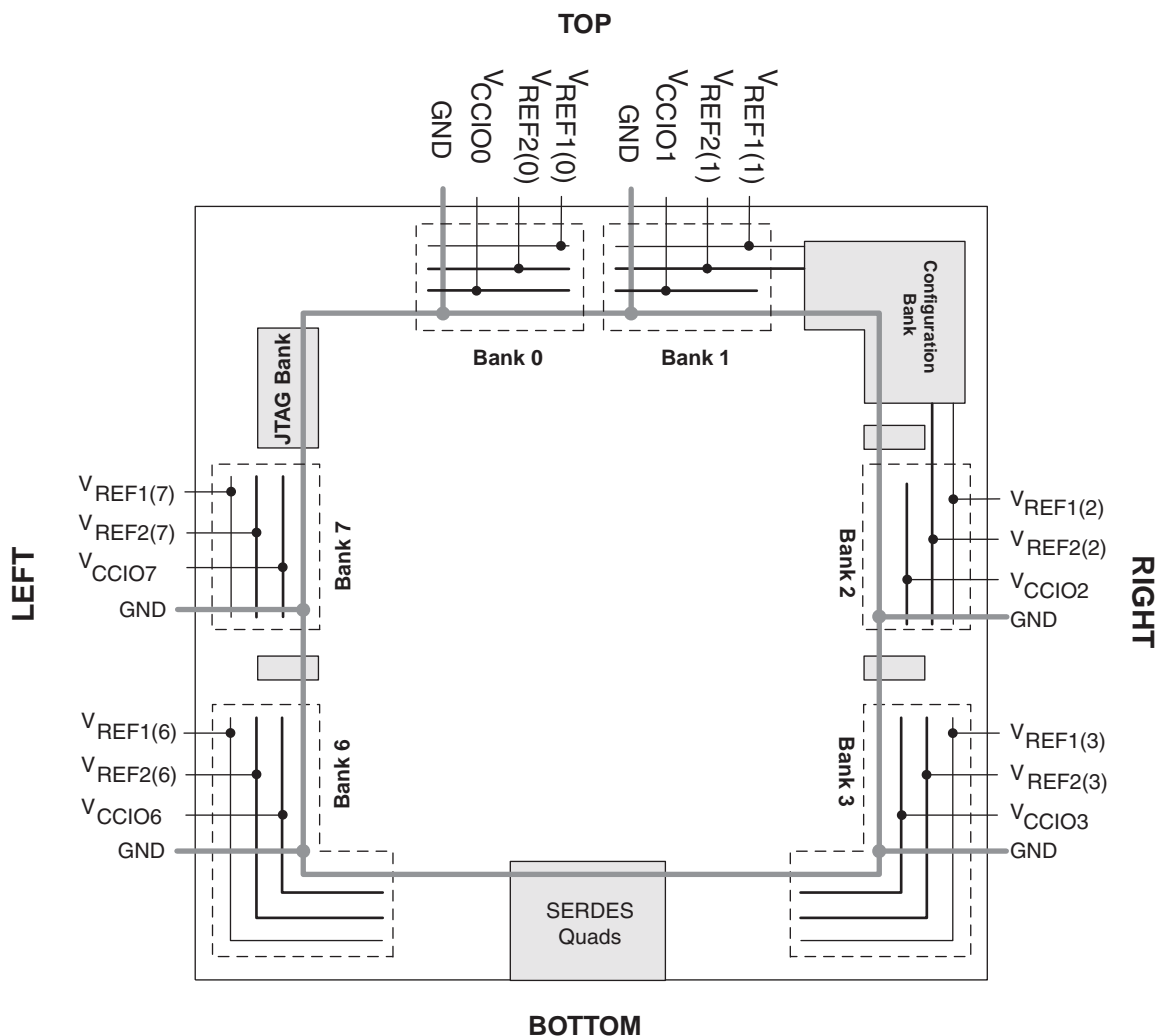 TOP
GND
VCCIO0
VREF2(0)
VREF1(0)
GND
VCCIO1
VREF2(1)
VREF1(1)
Configuration
Bank
Bank 0
Bank 1
JTAG Bank
LEFT
VREF1(7)
VREF2(7)
VCCIO7
GND
Bank 7
Bank 2
VREF1(2)
VREF2(2)
VCCIO2
GND
RIGHT
VREF1(6)
VREF2(6)
VCCIO6
GND
Bank 6
Bank 3
VREF1(3)
VREF2(3)
VCCIO3
GND
SERDES
Quads
BOTTOM